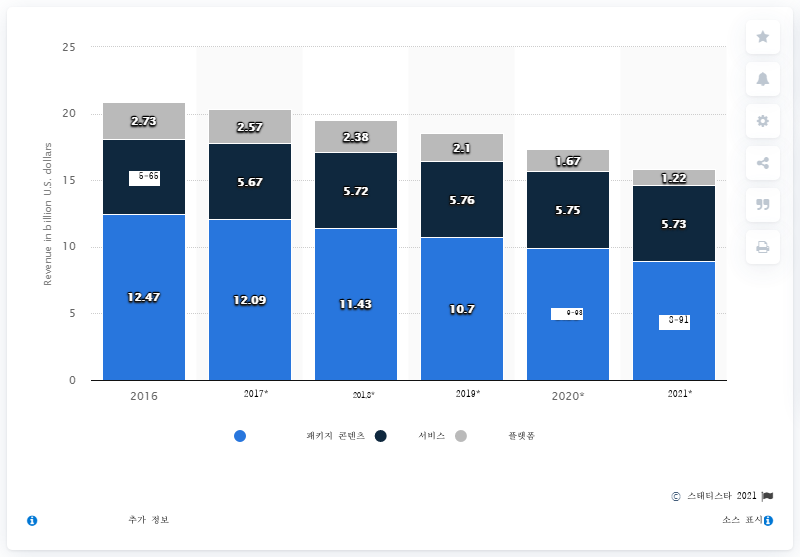 25
20
15
10
5
0
Revenue in billion U.S. dollars
2.73 2.57 2.38 2.1 1.67 1.22
5-65 5.67 5.72 5.76 5.75 5.73
12.47 12.09 11.43 10.7 9-93 8-91
2016 2017* 2018* 2019* 2020* 2021*
패키지 콘텐츠 서비스 플랫폼
© 스태티스타 2021
추가 정보 소스 표시